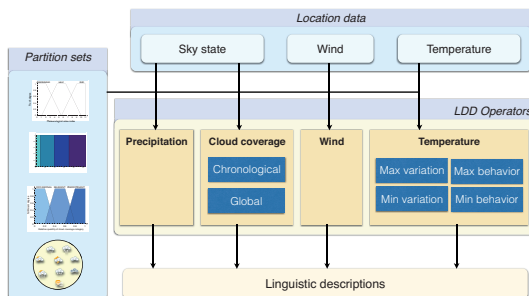 Location data
Partition sets
Sky state
Wind
Temperature
LDD Operators
Precipitation
Cloud coverage
Wind
Temperature
Chronological
Global
Max variation
Max behavior
Min variation
Min behavior
Linguistic descriptions